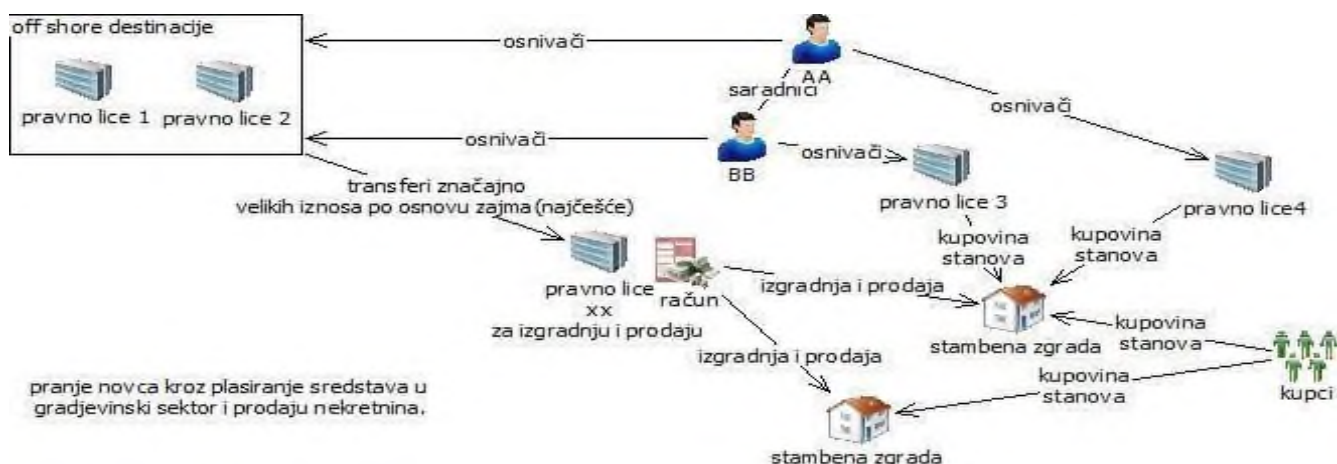 off shore destinacije
pravno lice 1
pravno lice 2
osnivači
AA
saradnici
osnivači
osnivači
BB
osnivači
pravno lice 3
pravno lice4
transferi značajno
velikih iznosa po osnovu zajma (najčešće)
kupovina
stanova
kupovina
stanova
pravno lice
xx
za izgradnju i prodaju
račun
izgradnja i prodaja
stambena zgrada
kupovina
stanova
izgradnja i prodaja
kupovina
stanova
kupci
pranje novca kroz plasiranje sredstava u
gradjevinski sektor i prodaju nekretnina.
stambena zgrada